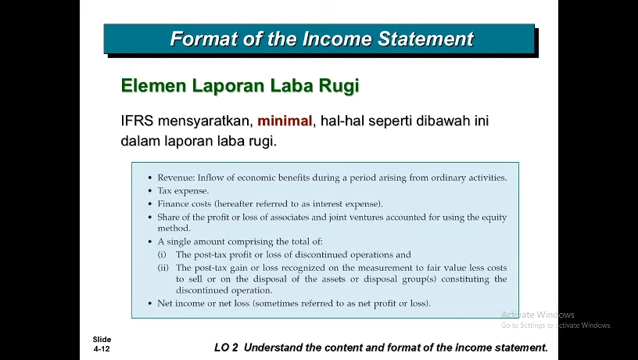 Format of the Income Statement
Elemen Laporan Laba Rugi
IFRS mensyaratkan, minimal, hal-hal seperti dibawah ini
dalam laporan laba rugi.
• Revenue: Inflow of economic benefits during a period arising from ordinary activities.
• Tax expense.
• Finance costs (hereafter referred to as interest expense).
• Share of the profit or loss of associates and joint ventures accounted for using the equity
method.
• A single amount comprising the total of:
(i) The post-tax profit or loss of discontinued operations and
(ii) The post-tax gain or loss recognized on the measurement to fair value less costs
to sell or on the disposal of the assets or disposal group(s) constituting the
discontinued operation.
• Net income or net loss (sometimes referred to as net profit or loss).
Activate Windows
Go to Settings to activate Windows.
Slide
4-12
LO 2 Understand the content and format of the income statement.